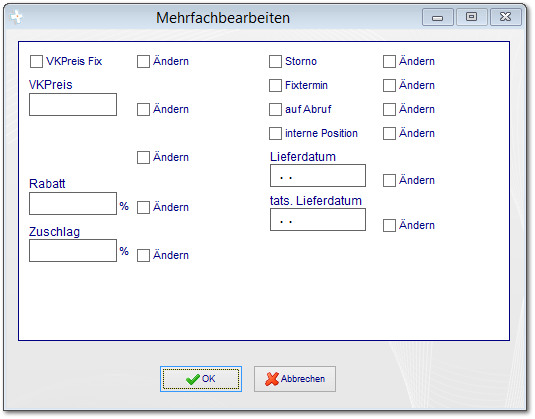 Mehrfachbearbeiten
VKPreis Fix Ändern
VKPreis
Ändern
Ändern
Rabatt
% Ändern
Zuschlag
% Ändern
Storno Ändern
Fixtermin Ändern
auf Abruf Ändern
interne Position Ändern
Lieferdatum
. . Ändern
tats. Lieferdatum
. . Ändern
OK Abbrechen